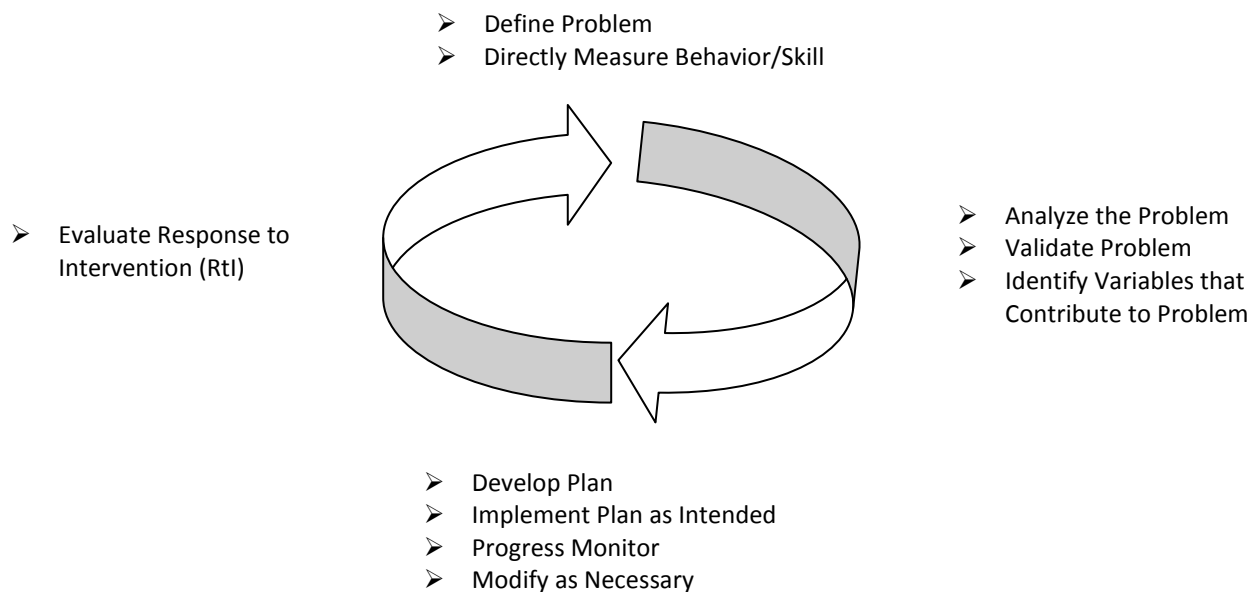 ➢ Define Problem
➢ Directly Measure Behavior/Skill
➢ Analyze the Problem
➢ Validate Problem
➢ Identify Variables that
Contribute to Problem
➢ Develop Plan
➢ Implement Plan as Intended
➢ Progress Monitor
➢ Modify as Necessary
➢ Evaluate Response to
Intervention (RtI)